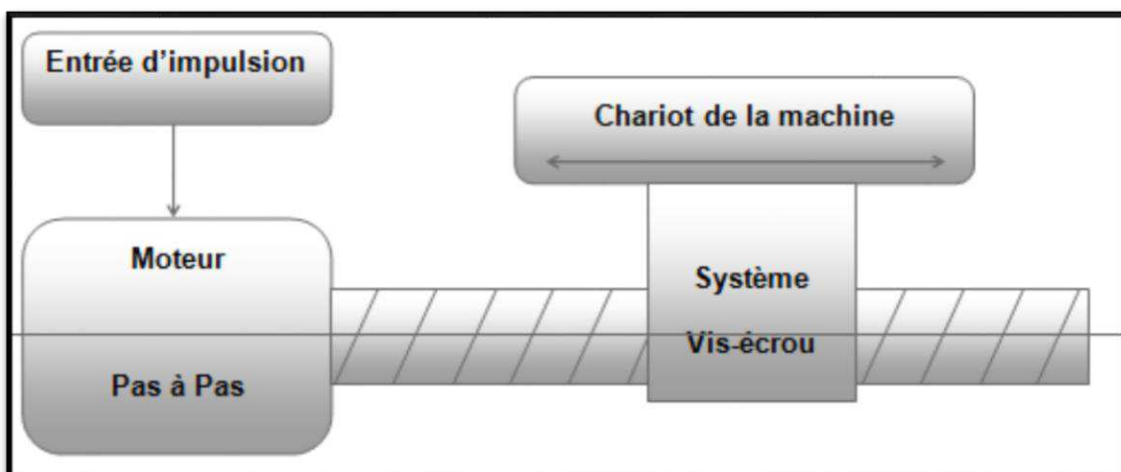 Entrée d’impulsion
Chariot de la machine
Moteur
Pas à Pas
Système
Vis-écrou